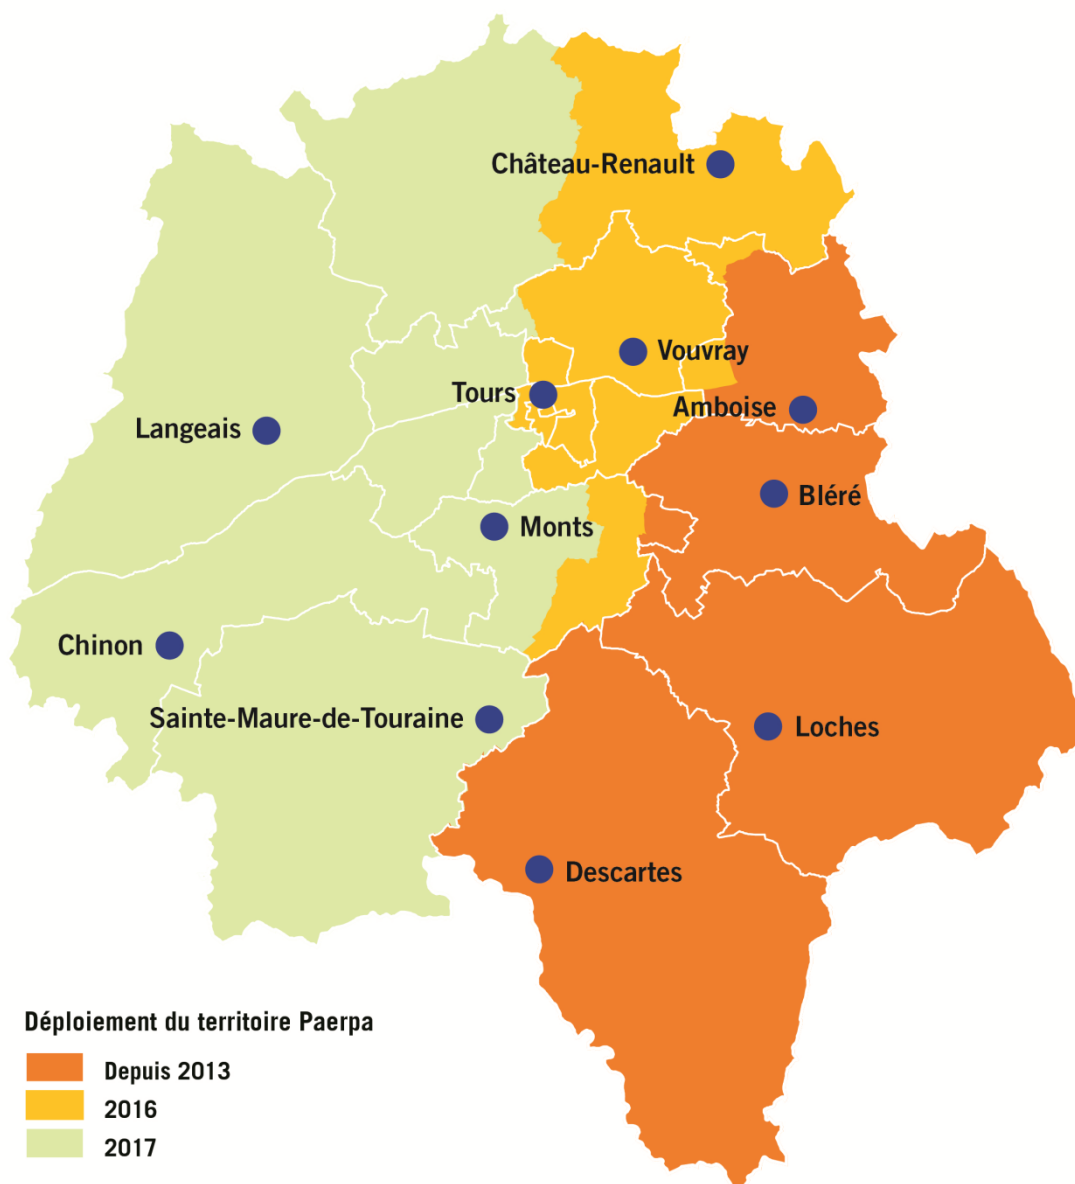 Château-Renault
Vouvray
Tours
Amboise
Langeais
Bléré
Monts
Chinon
Sainte-Maure-de-Touraine
Loches
Descartes
Déploiement du territoire Paerpa
Depuis 2013
2016
2017